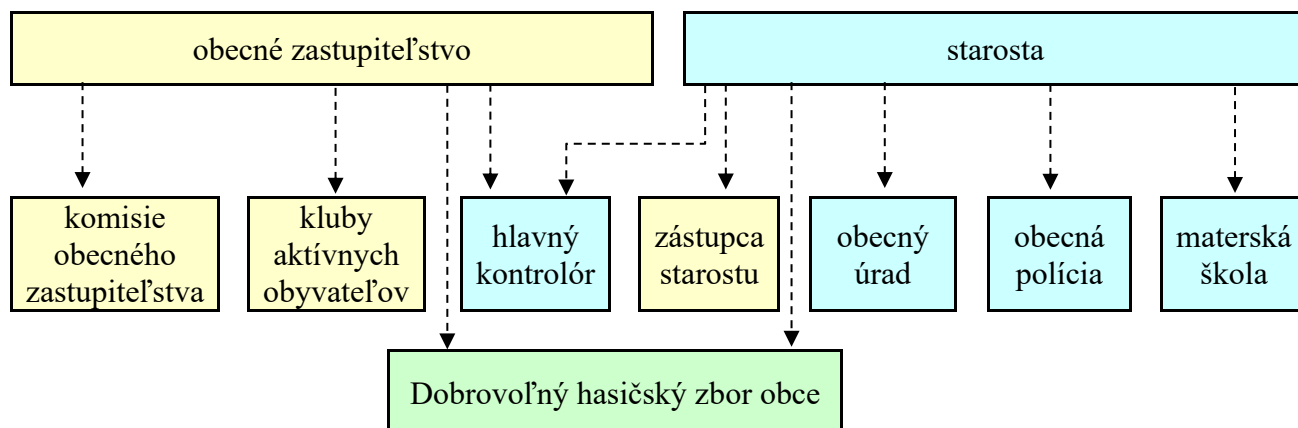 obecné zastupiteľstvo
starosta
komisie
obecného
zastupiteľstva
kluby
aktívnych
obyvateľov
hlavný
kontrolór
zástupca
starostu
obecný
úrad
obecná
polícia
materská
škola
Dobrovoľný hasičský zbor obce